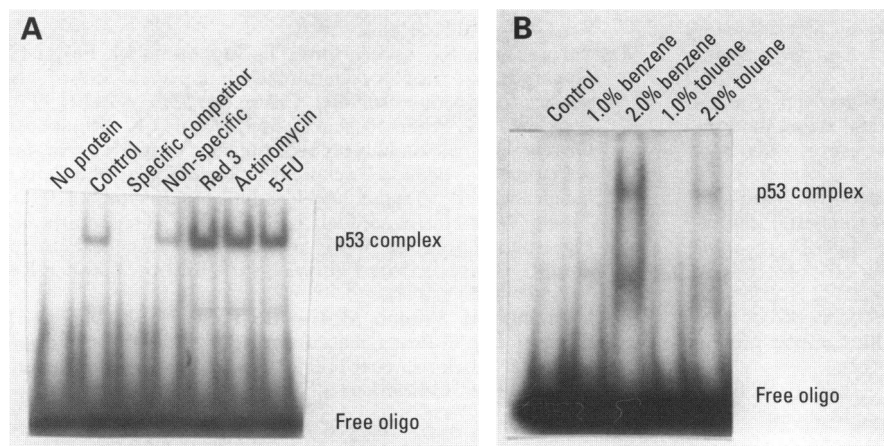 A
No protein
Control
Specific competitor
Non-specific
Red 3
Actinomycin
5-FU
p53 complex
Free oligo
B
Control
1.0% benzene
2.0% benzene
1.0% toluene
2.0% toluene
p53 complex
Free oligo